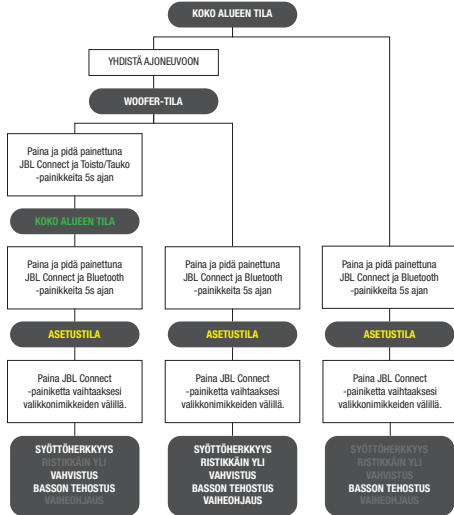 KOKO ALUEEN TILA
YHDISTÄ AJONEUVOON
WOOFER-TILA
Paina ja pidä painettuna
JBL Connect ja Toisto/Tauko
-painikkeita 5s ajan
KOKO ALUEEN TILA
Paina ja pidä painettuna
JBL Connect ja Bluetooth
-painikkeita 5s ajan
Paina ja pidä painettuna
JBL Connect ja Bluetooth
-painikkeita 5s ajan
Paina ja pidä painettuna
JBL Connect ja Bluetooth
-painikkeita 5s ajan
ASETUSTILA
ASETUSTILA
ASETUSTILA
Paina JBL Connect
-painiketta vaihtaaksesi
valikkonimikkeiden välillä.
Paina JBL Connect
-painiketta vaihtaaksesi
valikkonimikkeiden välillä.
Paina JBL Connect
-painiketta vaihtaaksesi
valikkonimikkeiden välillä.
SYÖTTÖHERKKYYS
RISTIKKÄIN YLI
VAHVISTUS
BASSON TEHOSTUS
VAIHEOHJAUS
SYÖTTÖHERKKYYS
RISTIKKÄIN YLI
VAHVISTUS
BASSON TEHOSTUS
VAIHEOHJAUS
SYÖTTÖHERKKYYS
RISTIKKÄIN YLI
VAHVISTUS
BASSON TEHOSTUS
VAIHEOHJAUS